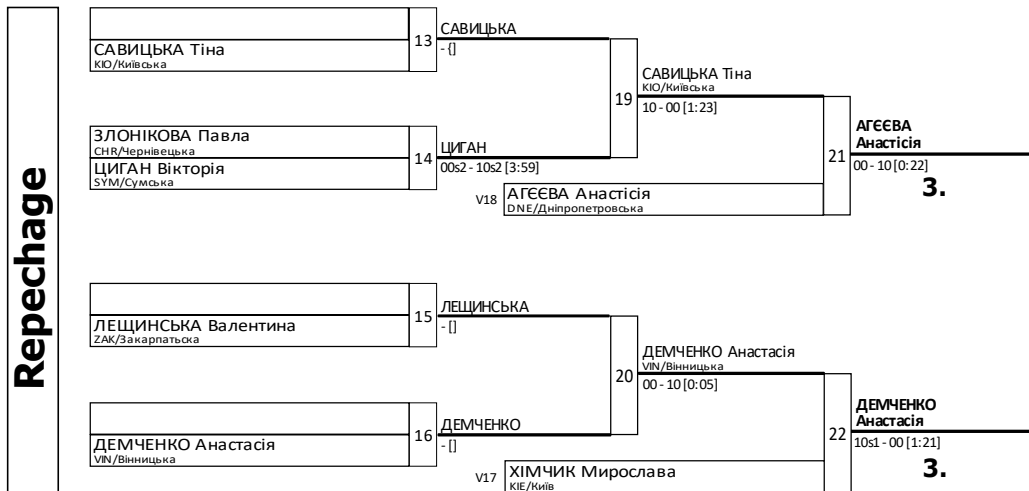 Repechage
САВИЦЬКА Тіна
KIO/Київська
13
САВИЦЬКА
- {]
ЗЛОНІКОВА Павла
CHR/Чернівецька
ЦИГАН Вікторія
SYM/Сумська
14
ЦИГАН
00s2 - 10s2 [3:59]
19
САВИЦЬКА Тіна
KIO/Київська
10 - 00 [1:23]
V18
АГЄЄВА Анастісія
DNE/Дніпропетровська
21
АГЄЄВА
Анастісія
00 - 10 [0:22]
3.
ЛЕЩИНСЬКА Валентина
ZAK/Закарпатьска
15
ЛЕЩИНСЬКА
- []
ДЕМЧЕНКО Анастасія
VIN/Вінницька
16
ДЕМЧЕНКО
- []
20
ДЕМЧЕНКО Анастасія
VIN/Вінницька
00 - 10 [0:05]
V17
ХІМЧИК Мирослава
KIE/Київ
22
ДЕМЧЕНКО
Анастасія
10s1 - 00 [1:21]
3.